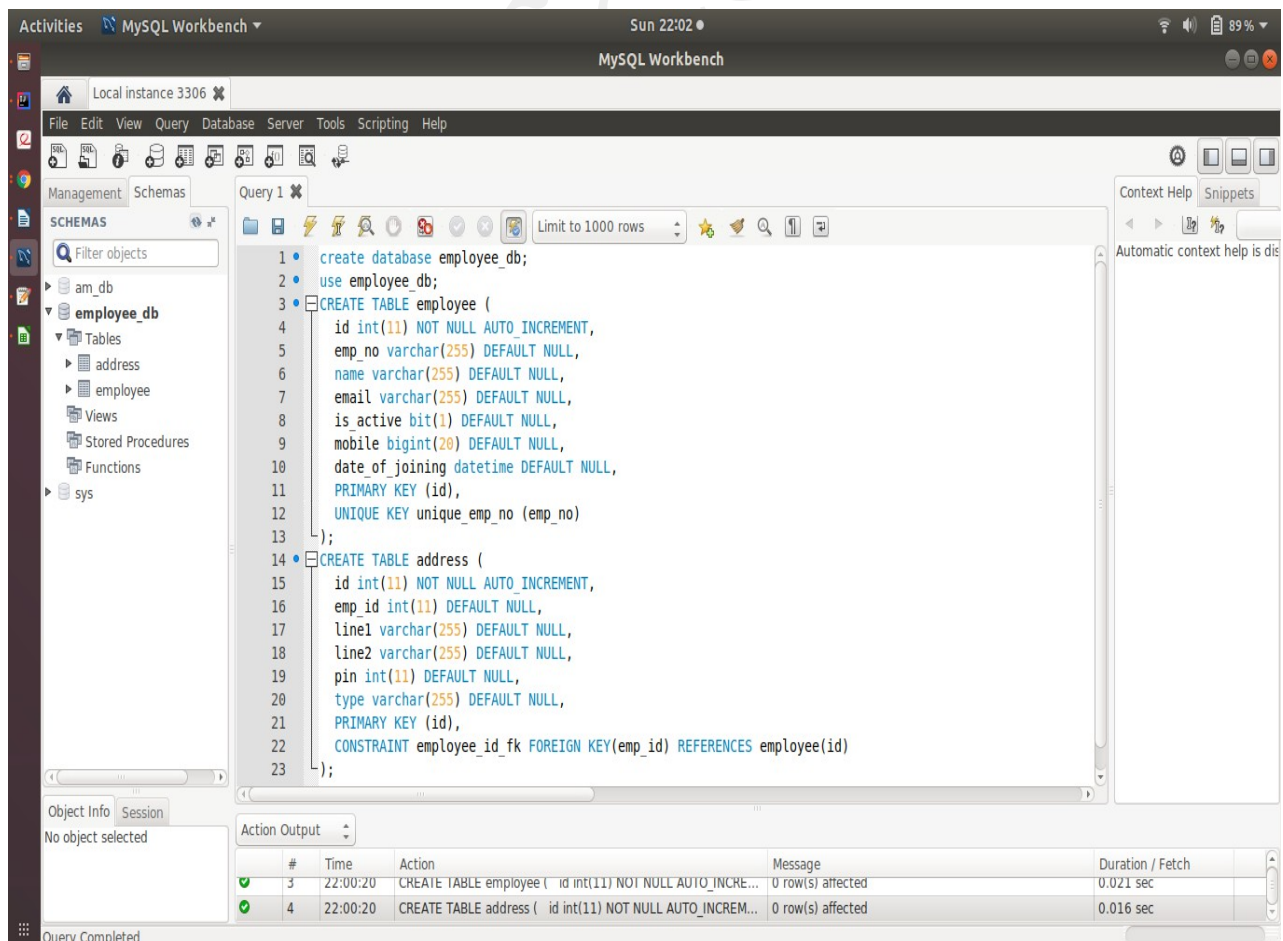 Activities MySQL Workbench Sun 22:02 89 %
MySQL Workbench
Local instance 3306
File Edit View Query Database Server Tools Scripting Help
Management Schemas
SCHEMAS
Filter objects
am_db
employee_db
Tables
address
employee
Views
Stored Procedures
Functions
sys
Object Info Session
No object selected
Query 1
Limit to 1000 rows
1 create database employee_db;
2 use employee_db;
3 CREATE TABLE employee (
4 id int(11) NOT NULL AUTO_INCREMENT,
5 emp_no varchar(255) DEFAULT NULL,
6 name varchar(255) DEFAULT NULL,
7 email varchar(255) DEFAULT NULL,
8 is_active bit(1) DEFAULT NULL,
9 mobile bigint(20) DEFAULT NULL,
10 date_of_joining datetime DEFAULT NULL,
11 PRIMARY KEY (id),
12 UNIQUE KEY unique_emp_no (emp_no)
13 );
14 CREATE TABLE address (
15 id int(11) NOT NULL AUTO_INCREMENT,
16 emp_id int(11) DEFAULT NULL,
17 line1 varchar(255) DEFAULT NULL,
18 line2 varchar(255) DEFAULT NULL,
19 pin int(11) DEFAULT NULL,
20 type varchar(255) DEFAULT NULL,
21 PRIMARY KEY (id),
22 CONSTRAINT employee_id_fk FOREIGN KEY(emp_id) REFERENCES employee(id)
23 );
Context Help Snippets
Automatic context help is dis
Action Output
# Time Action Message Duration / Fetch
3 22:00:20 CREATE TABLE employee ( id int(11) NOT NULL AUTO_INCRE... 0 row(s) affected 0.021 sec
4 22:00:20 CREATE TABLE address ( id int(11) NOT NULL AUTO_INCREM... 0 row(s) affected 0.016 sec
Query Completed